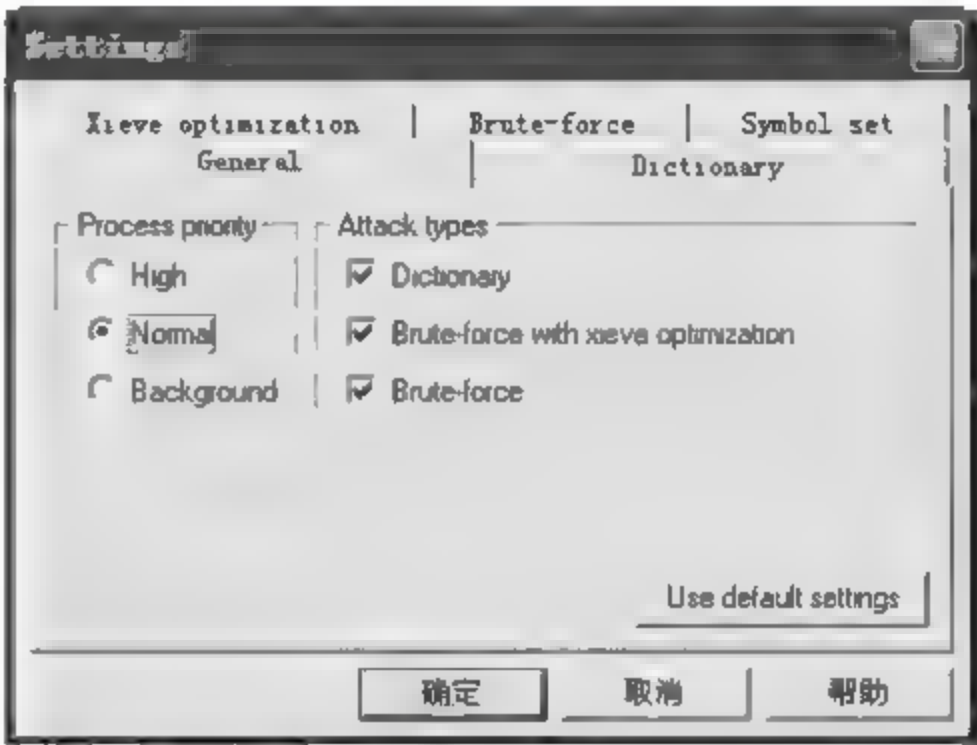 Settings
Xieve optimization Brute-force Symbol set
General Dictionary
Process priority Attack types
High Dictionary
Normal Brute-force with xieve optimization
Background Brute-force
Use default settings
确定 取消 帮助